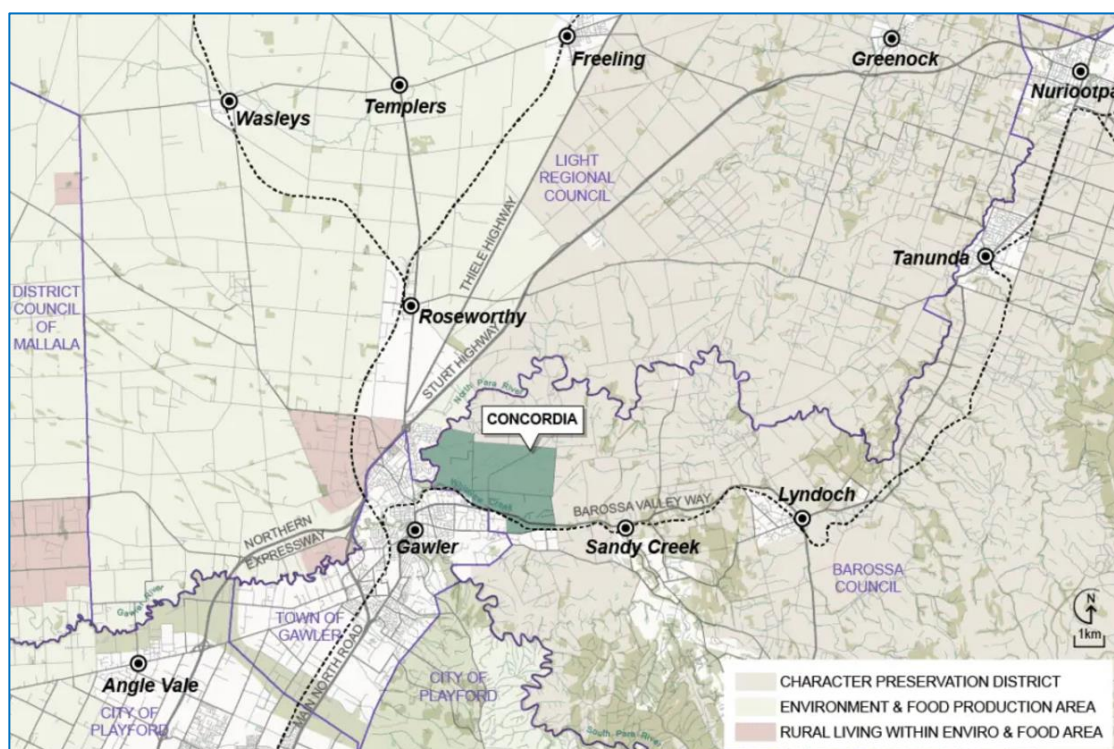 Freeling
Greenock
Nuriootpa
Templers
Wasleys
LIGHT
REGIONAL
COUNCIL
THIELE HIGHWAY
Tanunda
DISTRICT
COUNCIL
OF
MALLALA
Roseworthy
STURT HIGHWAY
North Para River
CONCORDIA
Lyndoch
BAROSSA VALLEY WAY
NORTHERN
EXPRESSWAY
Gawler
Sandy Creek
BAROSSA
COUNCIL
Gawler River
TOWN OF
GAWLER
N
1km
MAIN NORTH ROAD
CITY OF
PLAYFORD
Angle Vale
CITY OF
PLAYFORD
South Para River
CHARACTER PRESERVATION DISTRICT
ENVIRONMENT & FOOD PRODUCTION AREA
RURAL LIVING WITHIN ENVIRO & FOOD AREA